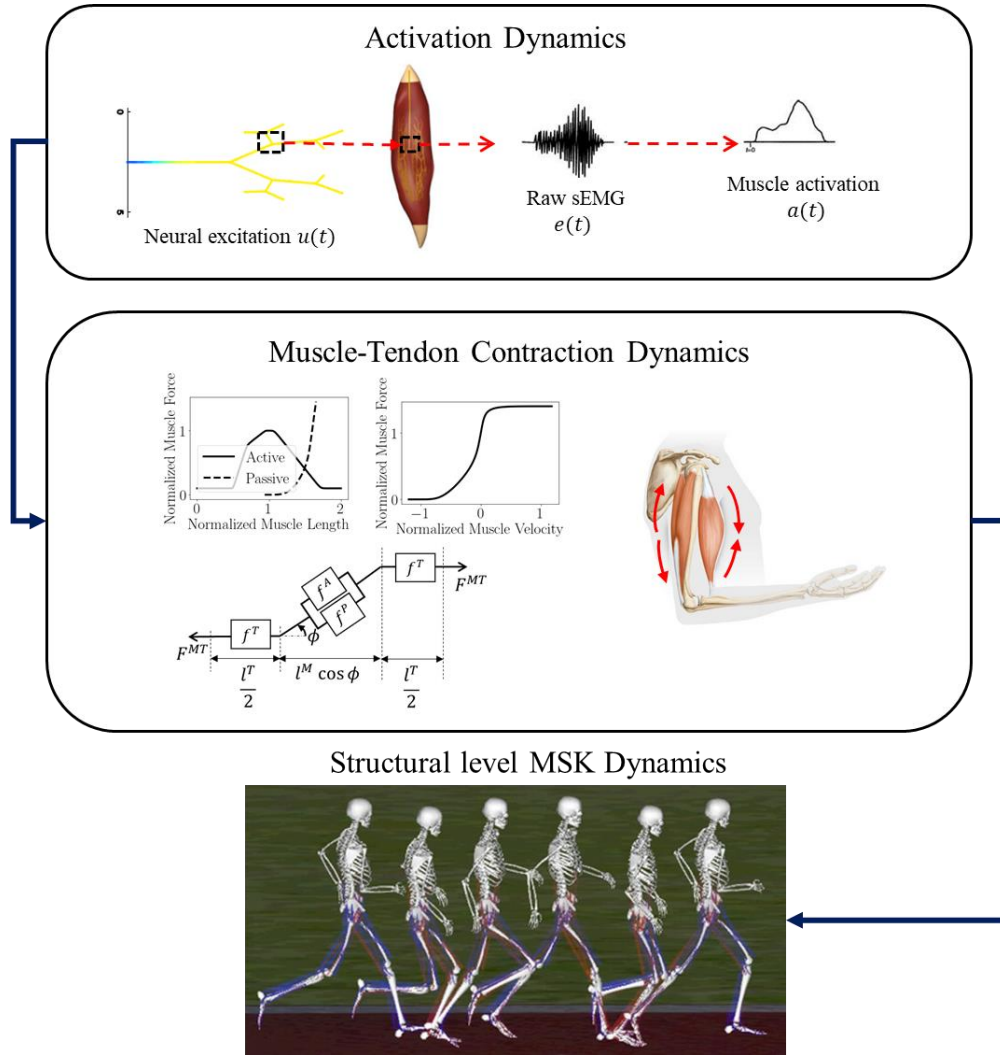 Activation Dynamics
0
5
Neural excitation u(t)
Raw sEMG
e(t)
t=0
Muscle activation
a(t)
Muscle-Tendon Contraction Dynamics
Normalized Muscle Force
1
0
Active
Passive
0 1 2
Normalized Muscle Length
Normalized Muscle Force
1
0
−1 0 1
Normalized Muscle Velocity
f^A
f^P
f^T
F^{MT}
f^T
ϕ
F^{MT}
l^T/2
l^M cos ϕ
l^T/2
Structural level MSK Dynamics